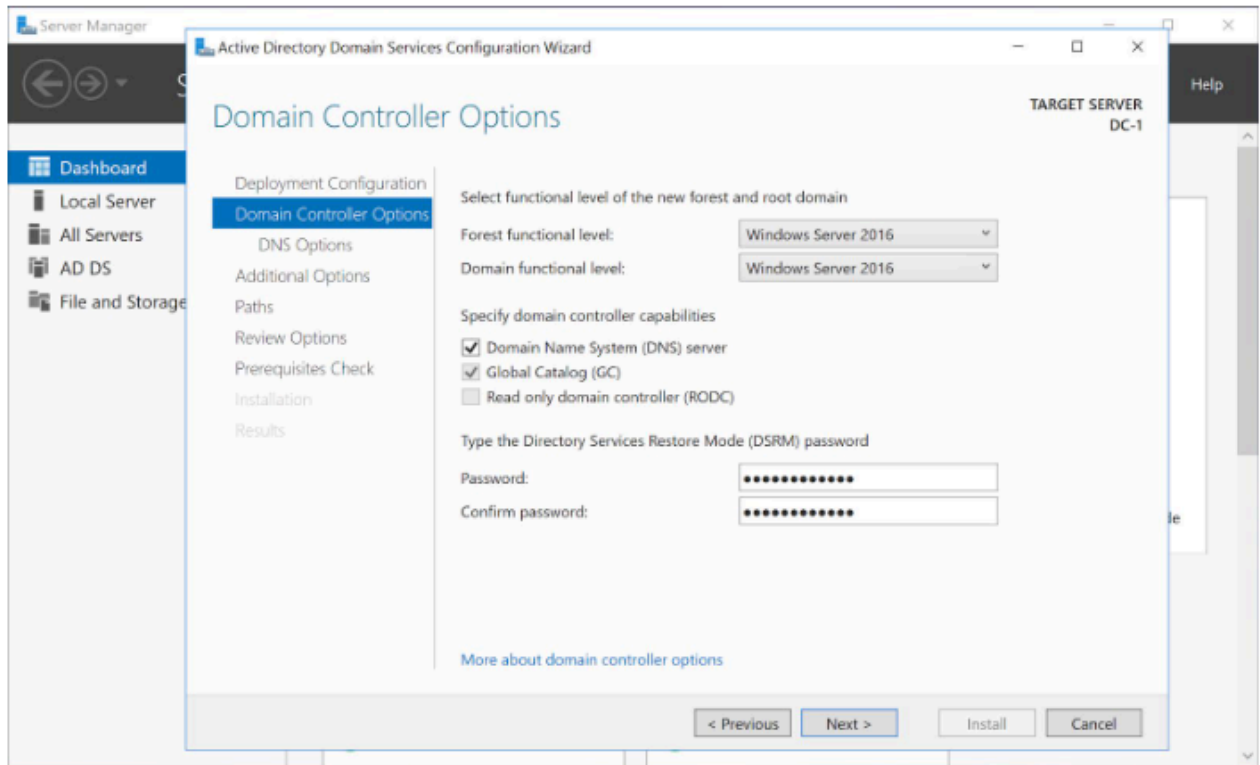 Server Manager
Active Directory Domain Services Configuration Wizard
Help
Domain Controller Options
TARGET SERVER
DC-1
Dashboard
Local Server
All Servers
AD DS
File and Storage
Deployment Configuration
Domain Controller Options
DNS Options
Additional Options
Paths
Review Options
Prerequisites Check
Installation
Results
Select functional level of the new forest and root domain
Forest functional level: Windows Server 2016
Domain functional level: Windows Server 2016
Specify domain controller capabilities
Domain Name System (DNS) server
Global Catalog (GC)
Read only domain controller (RODC)
Type the Directory Services Restore Mode (DSRM) password
Password: ••••••••••••
Confirm password: ••••••••••••
More about domain controller options
< Previous Next > Install Cancel